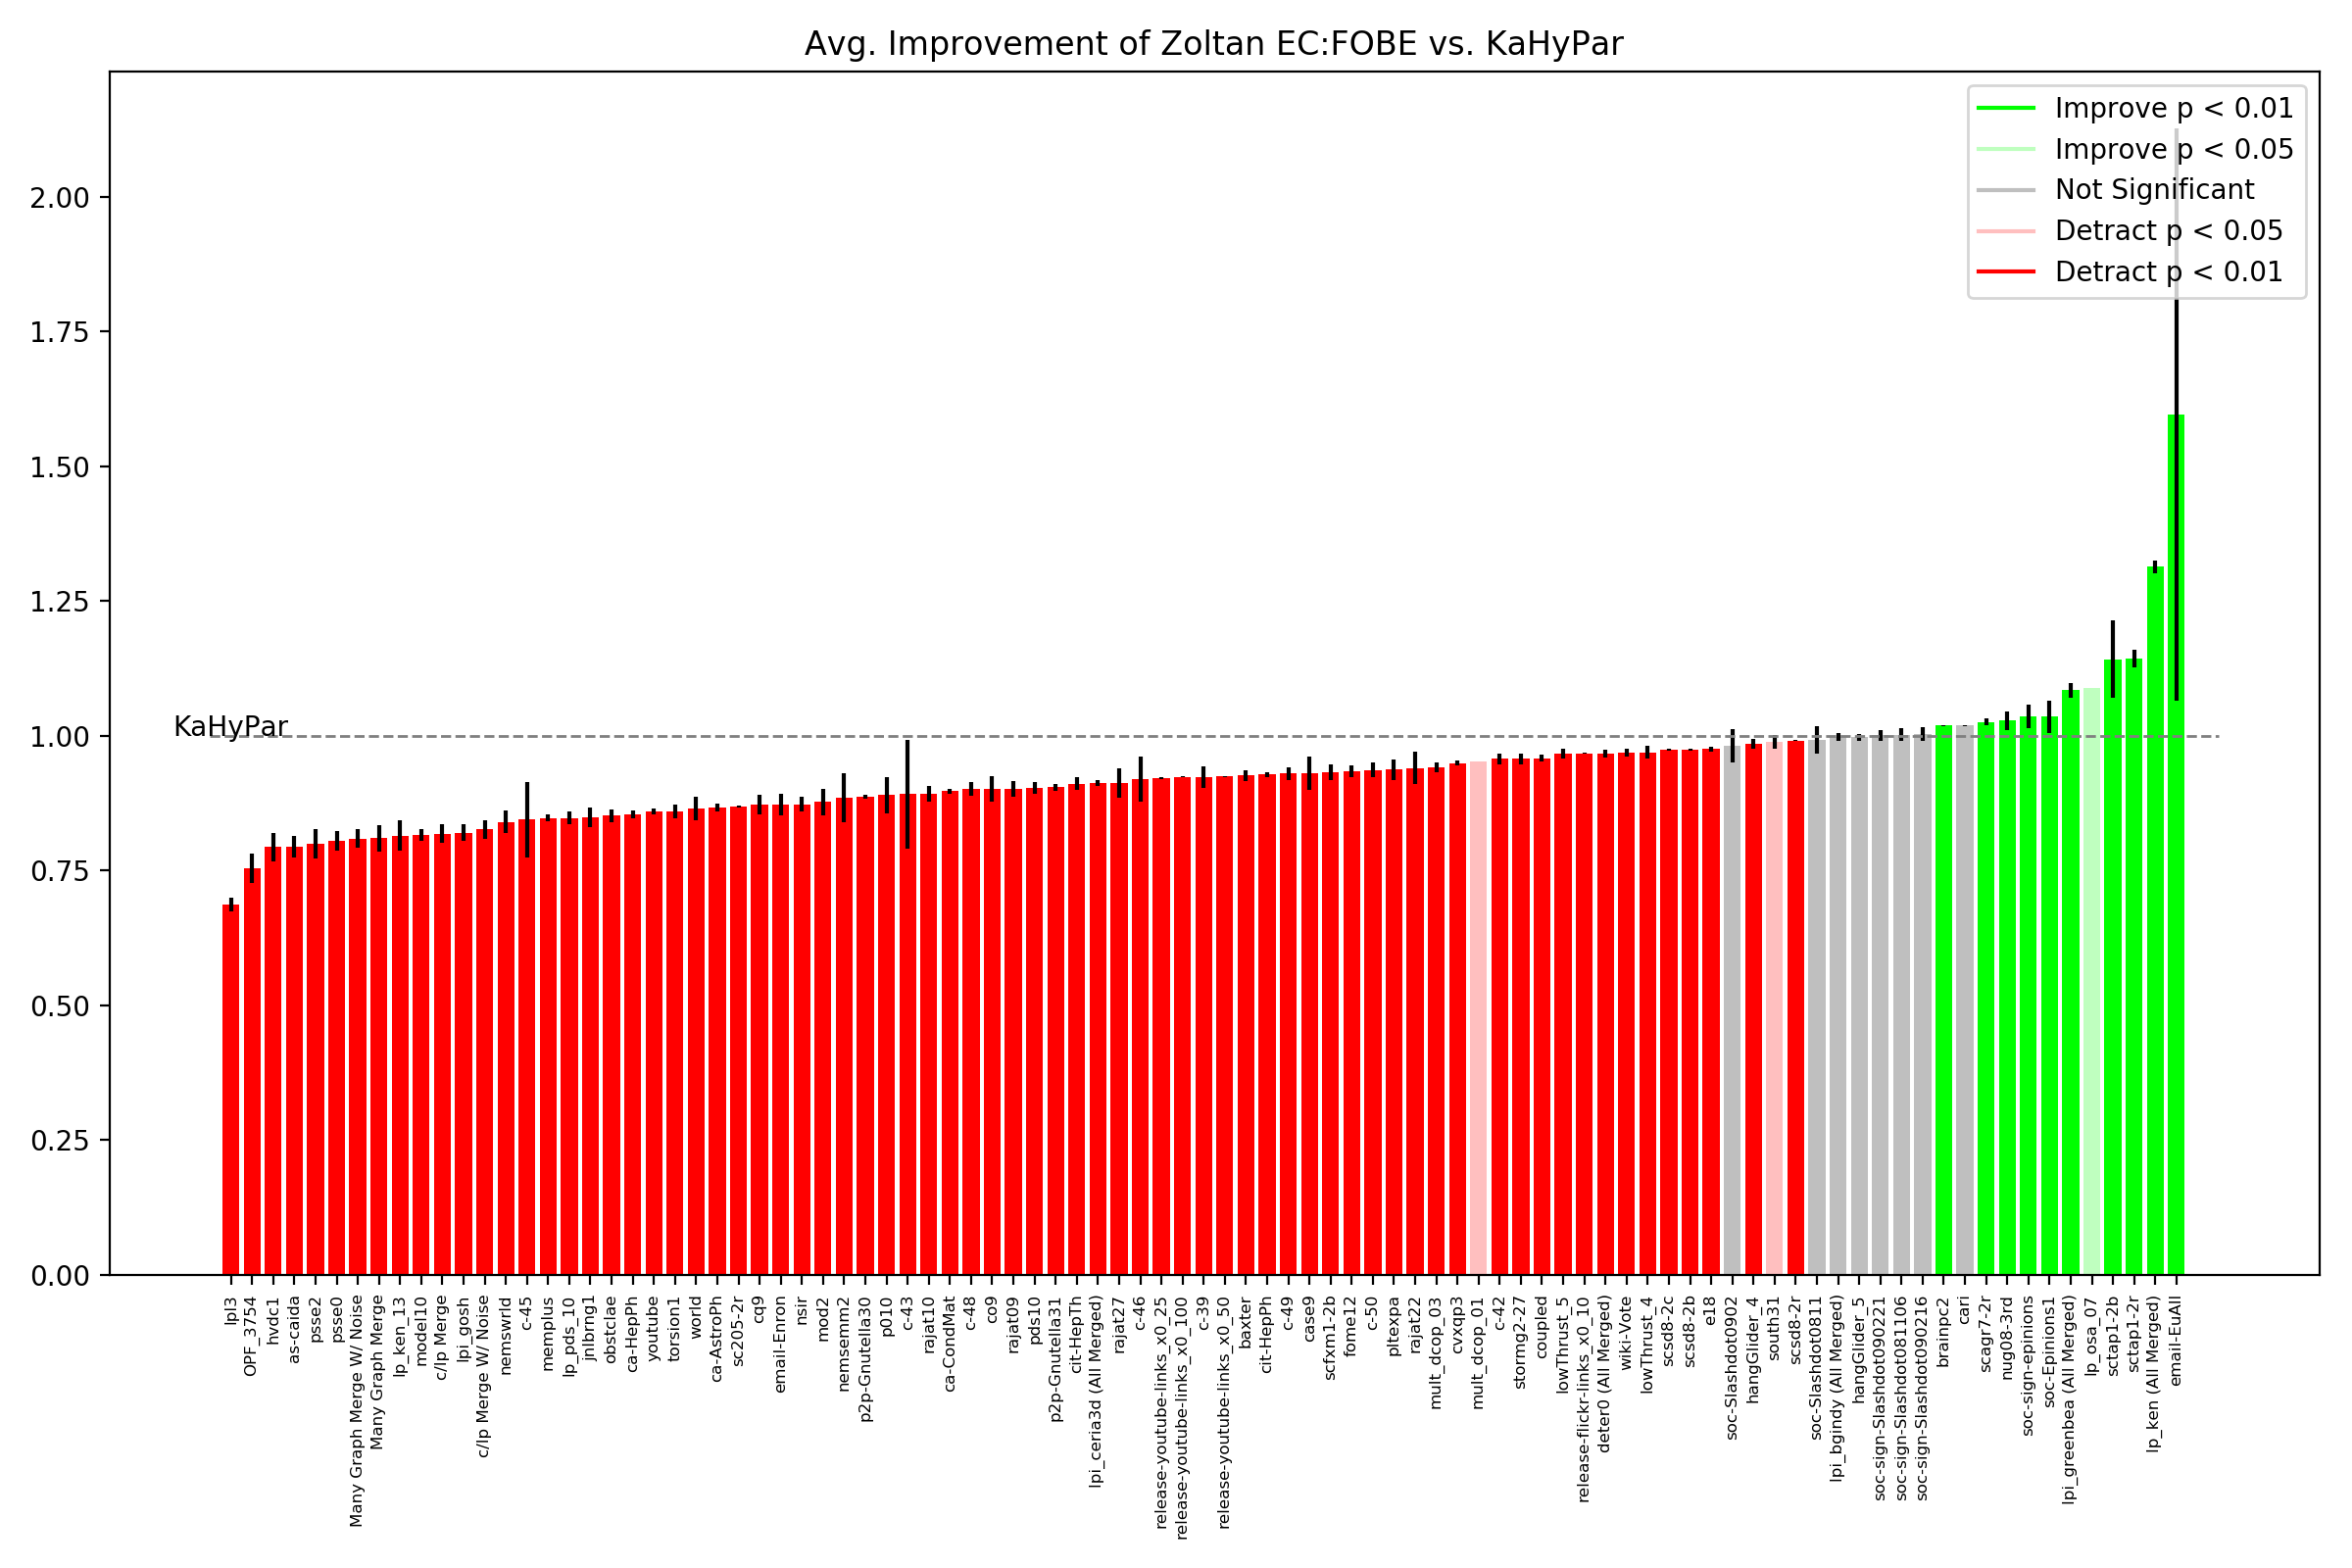 Avg. Improvement of Zoltan EC:FOBE vs. KaHyPar
Improve p < 0.01
Improve p < 0.05
Not Significant
Detract p < 0.05
Detract p < 0.01
2.00
1.75
1.50
1.25
1.00
0.75
0.50
0.25
0.00
KaHyPar
lpl3
OPF_3754
hvdc1
as-caida
psse2
psse0
Many Graph Merge W/ Noise
Many Graph Merge
lp_ken_13
model10
c/lp Merge
lpi_gosh
c/lp Merge W/ Noise
nemswrld
c-45
memplus
lp_pds_10
jnlbrng1
obstclae
ca-HepPh
youtube
torsion1
world
ca-AstroPh
sc205-2r
cq9
email-Enron
nsir
mod2
nemsemm2
p2p-Gnutella30
p010
c-43
rajat10
ca-CondMat
c-48
co9
rajat09
pds10
p2p-Gnutella31
cit-HepTh
lpi_ceria3d (All Merged)
rajat27
c-46
release-youtube-links_x0_25
release-youtube-links_x0_100
c-39
release-youtube-links_x0_50
baxter
cit-HepPh
c-49
case9
scfxm1-2b
fome12
c-50
pltexpa
rajat22
mult_dcop_03
cvxqp3
mult_dcop_01
c-42
stormg2-27
coupled
lowThrust_5
release-flickr-links_x0_10
deter0 (All Merged)
wiki-Vote
lowThrust_4
scsd8-2c
scsd8-2b
e18
soc-Slashdot0902
hangGlider_4
south31
scsd8-2r
soc-Slashdot0811
lpi_bgindy (All Merged)
hangGlider_5
soc-sign-Slashdot090221
soc-sign-Slashdot081106
soc-sign-Slashdot090216
brainpc2
cari
scagr7-2r
nug08-3rd
soc-sign-epinions
soc-Epinions1
lpi_greenbea (All Merged)
lp_osa_07
sctap1-2b
sctap1-2r
lp_ken (All Merged)
email-EuAll